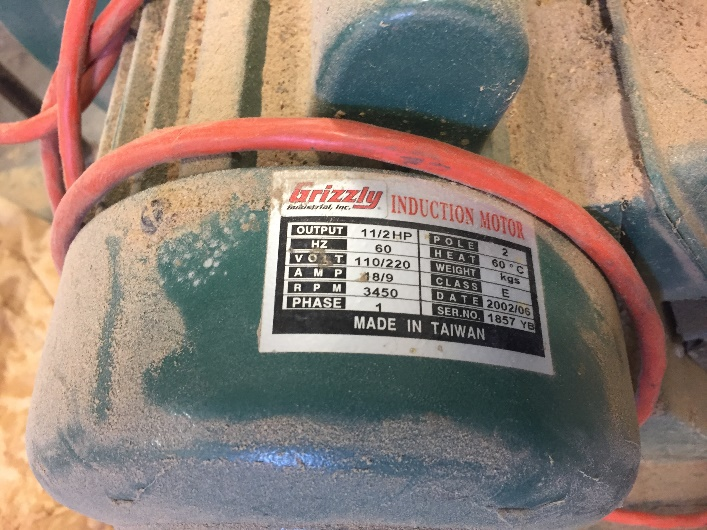 Grizzly
Industrial, Inc.
INDUCTION MOTOR
OUTPUT 11/2HP
HZ 60
VOLT 110/220
AMP 18/9
RPM 3450
PHASE 1
POLE 2
HEAT 60°C
WEIGHT kgs
CLASS E
DATE 2002/06
SER.NO. 1857 YB
MADE IN TAIWAN